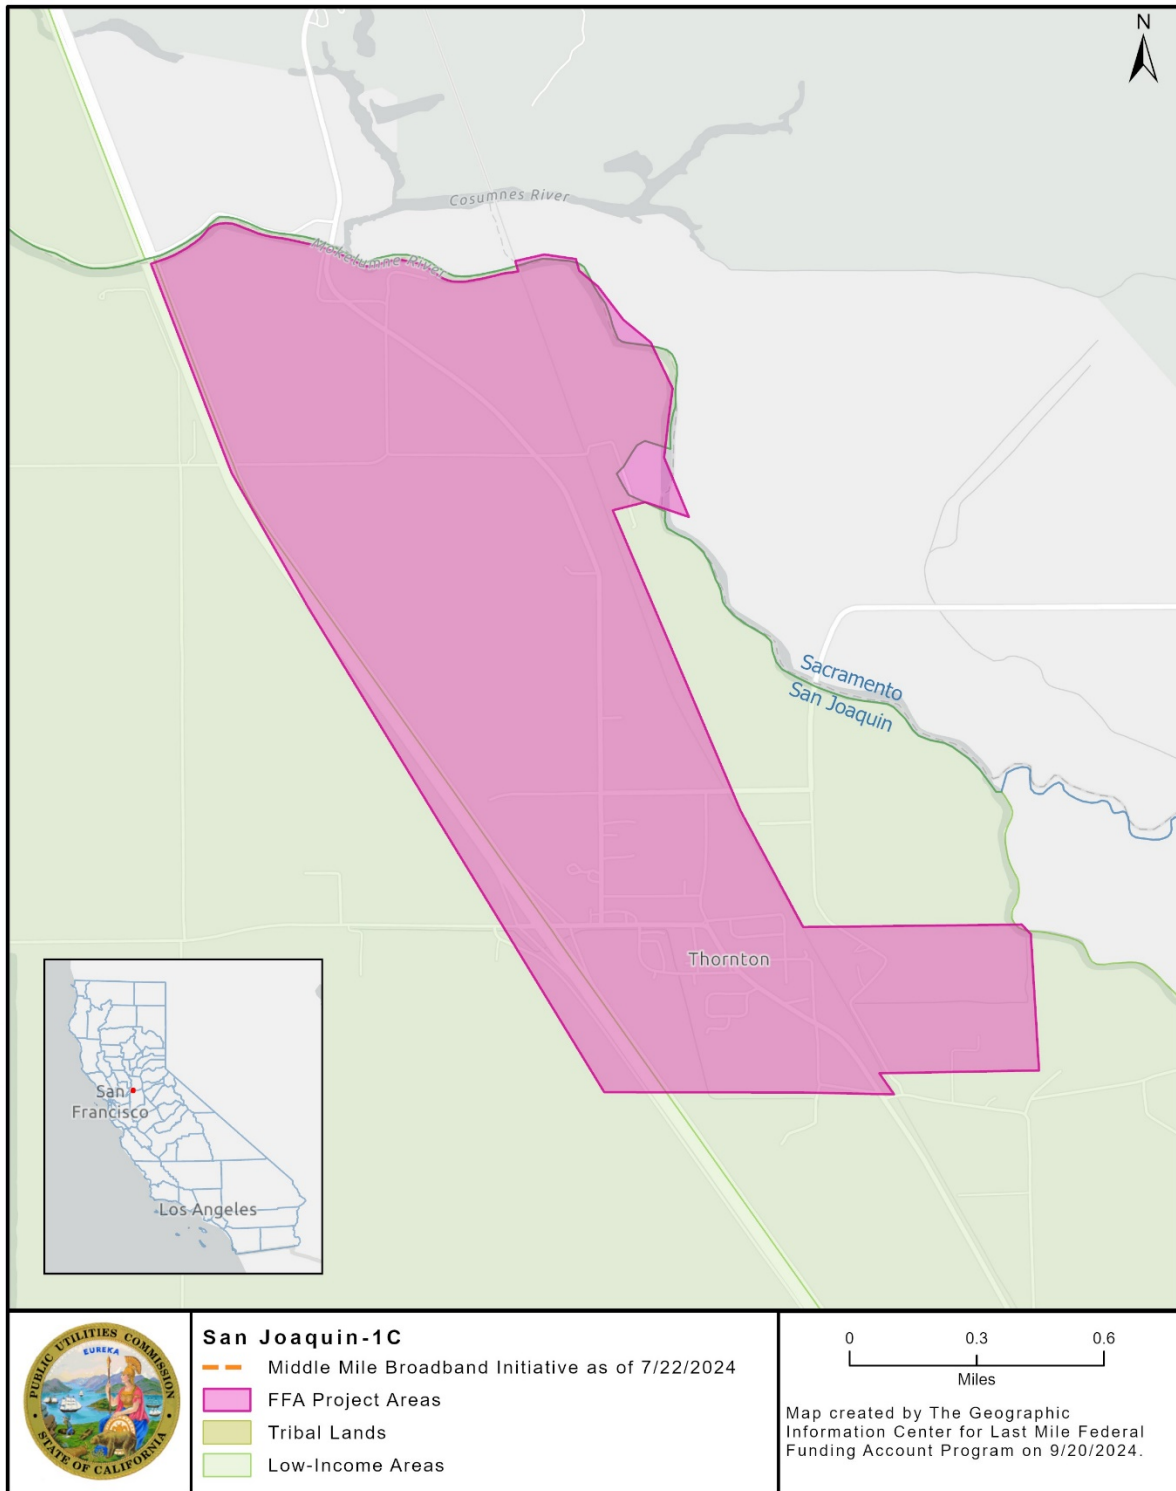 N
Cosumnes River
Mokelumne River
Sacramento
San Joaquin
Thornton
San
Francisco
Los Angeles
PUBLIC UTILITIES COMMISSION
EUREKA
STATE OF CALIFORNIA
San Joaquin-1C
Middle Mile Broadband Initiative as of 7/22/2024
FFA Project Areas
Tribal Lands
Low-Income Areas
0 0.3 0.6
Miles
Map created by The Geographic
Information Center for Last Mile Federal
Funding Account Program on 9/20/2024.